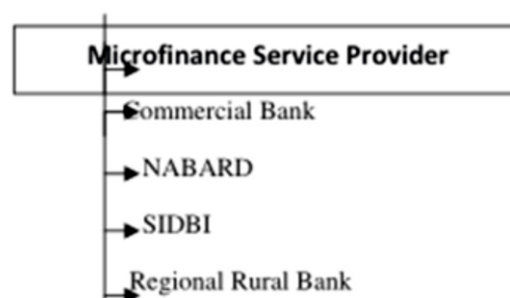 Microfinance Service Provider
Commercial Bank
NABARD
SIDBI
Regional Rural Bank